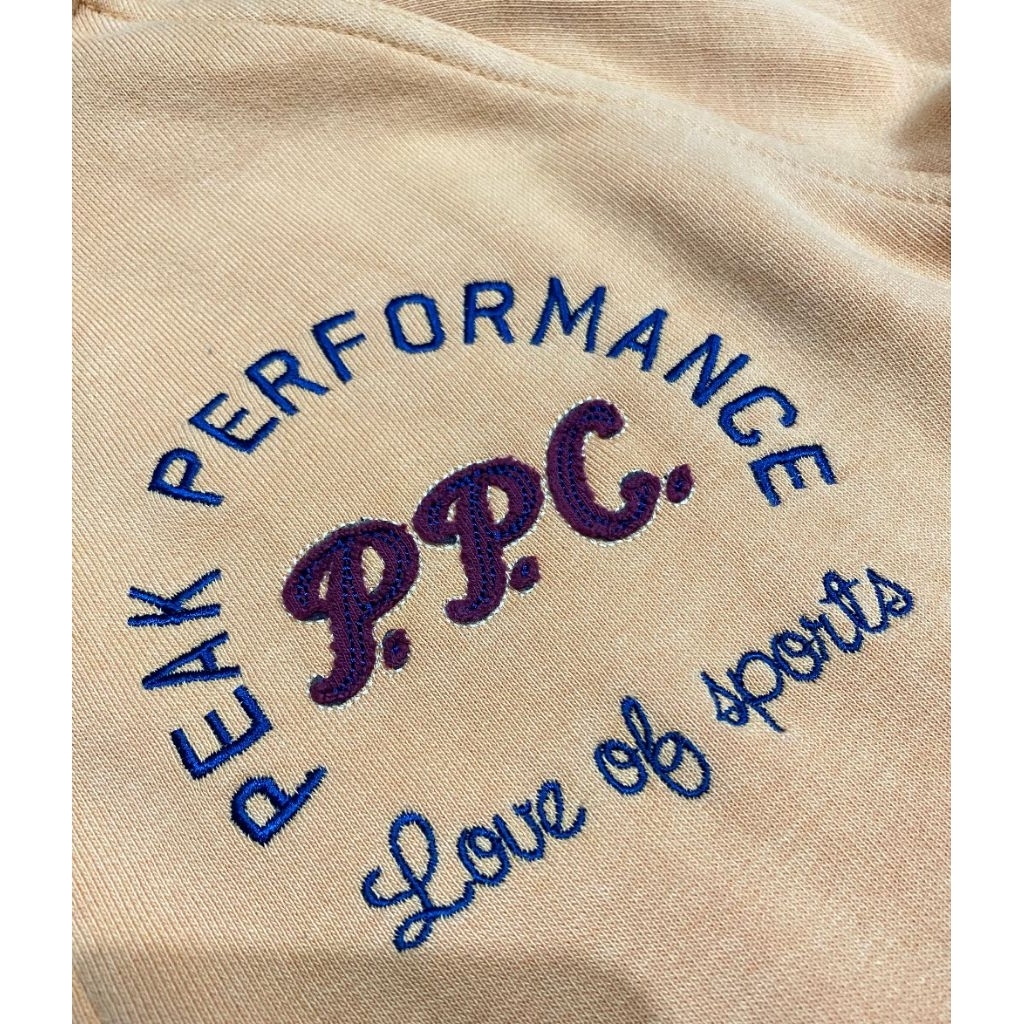 PEAK PERFORMANCE
P.P.C.
Love of sports